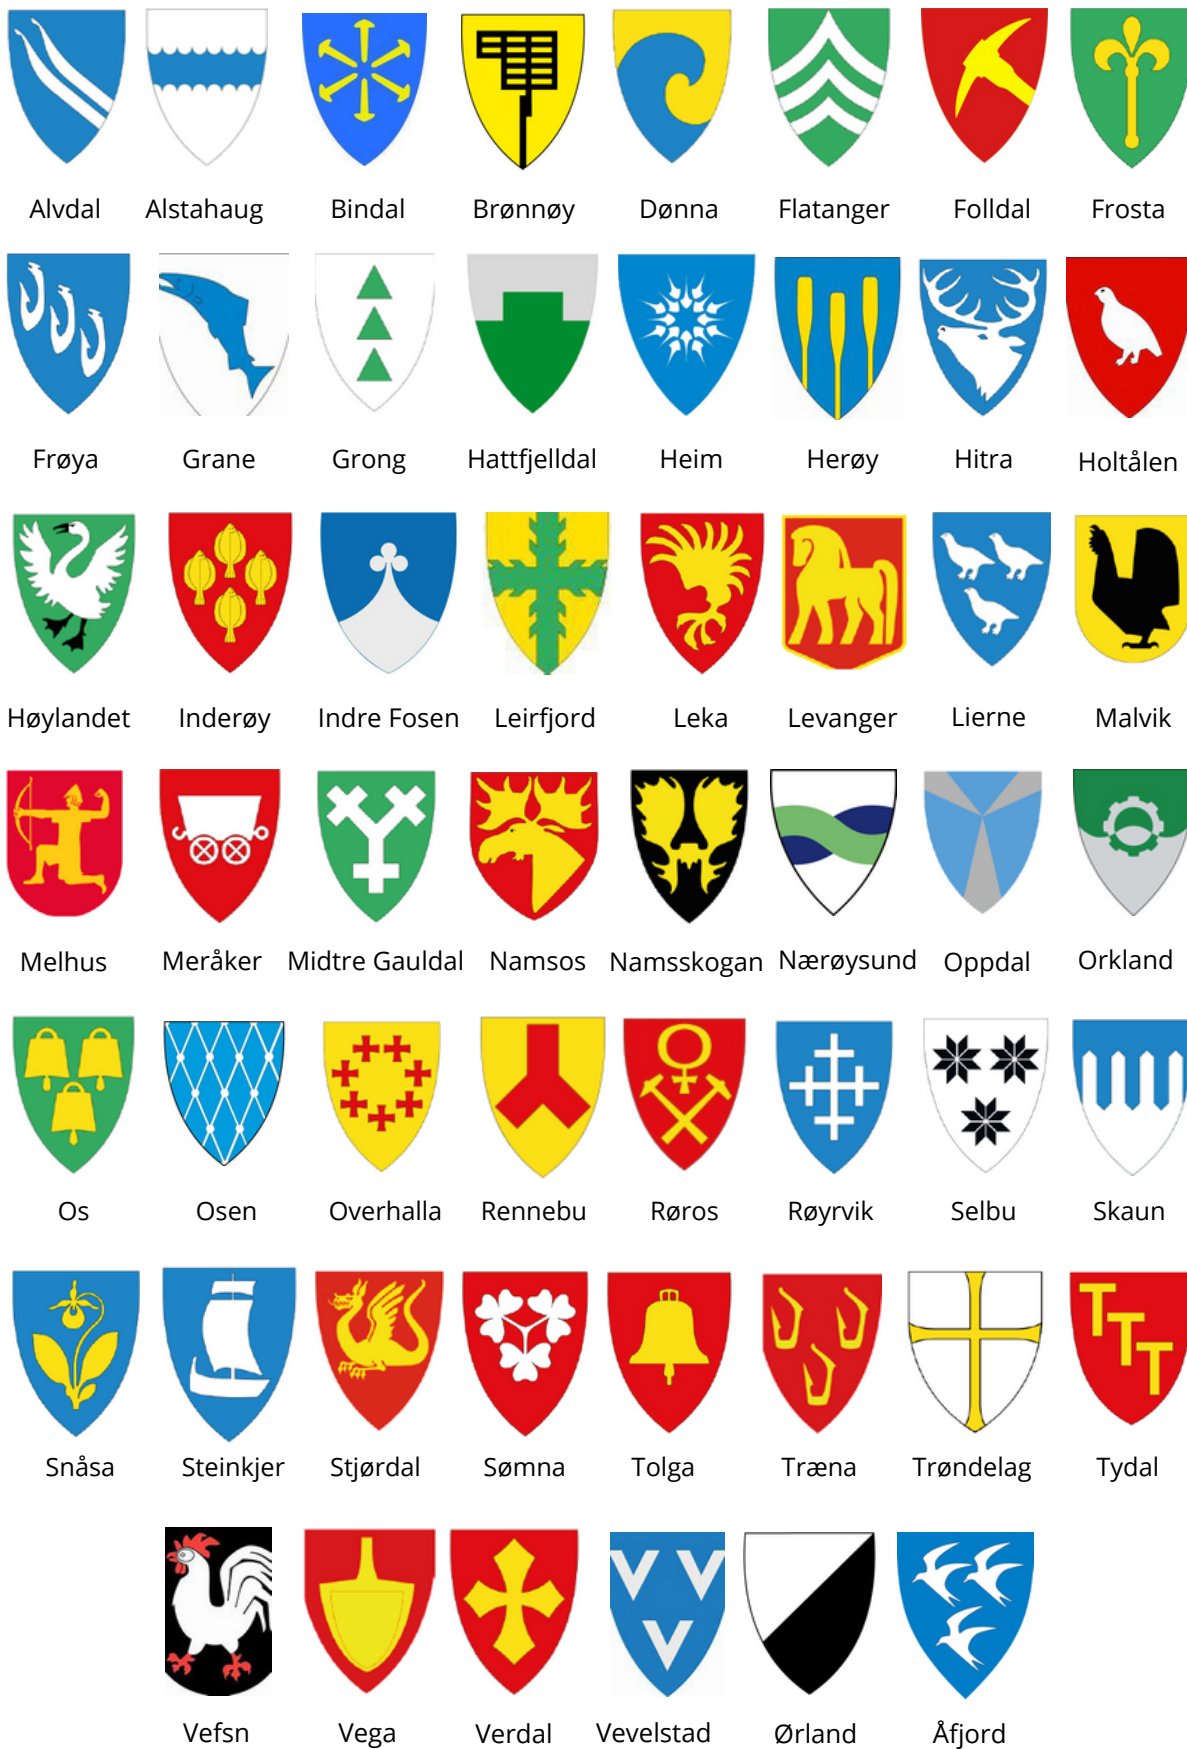 Alvdal Alstahaug Bindal Brønnøy Dønna Flatanger Folldal Frosta
Frøya Grane Grong Hattfjelldal Heim Herøy Hitra Holtålen
Høylandet Inderøy Indre Fosen Leirfjord Leka Levanger Lierne Malvik
Melhus Meråker Midtre Gauldal Namsos Namsskogan Nærøysund Oppdal Orkland
Os Osen Overhalla Rennebu Røros Røyrvik Selbu Skaun
TTT
Snåsa Steinkjer Stjørdal Sømna Tolga Træna Trøndelag Tydal
Vefsn Vega Verdal Vevelstad Ørland Åfjord